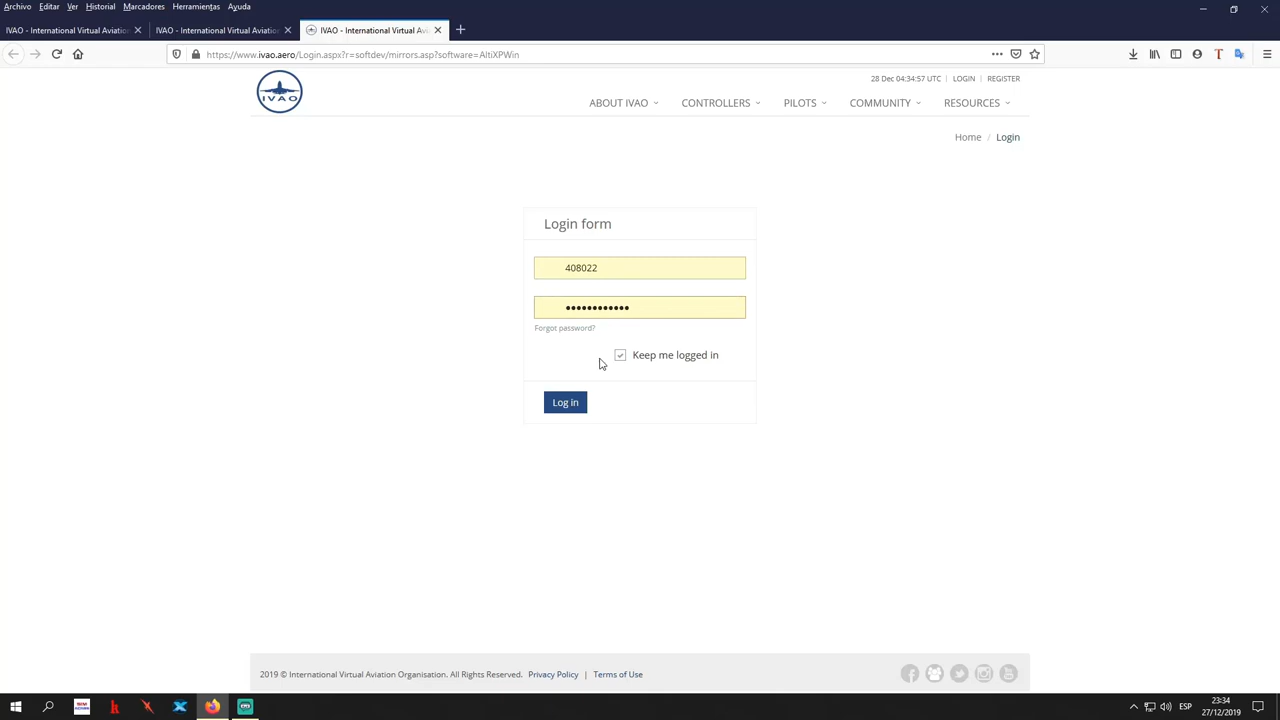 Archivo Editar Ver Historial Marcadores Herramientas Ayuda
IVAO - International Virtual Aviation
IVAO - International Virtual Aviation
IVAO - International Virtual Avi
https://www.ivao.aero/Login.aspx?r=softdev/mirrors.asp?software=AltiXPWin
IVAO
28 Dec 04:34:57 UTC | LOGIN | REGISTER
ABOUT IVAO CONTROLLERS PILOTS COMMUNITY RESOURCES
Home / Login
Login form
408022
••••••••••••
Forgot password?
Keep me logged in
Log in
2019 © International Virtual Aviation Organisation. All Rights Reserved. Privacy Policy | Terms of Use
ESP
23:34
27/12/2019